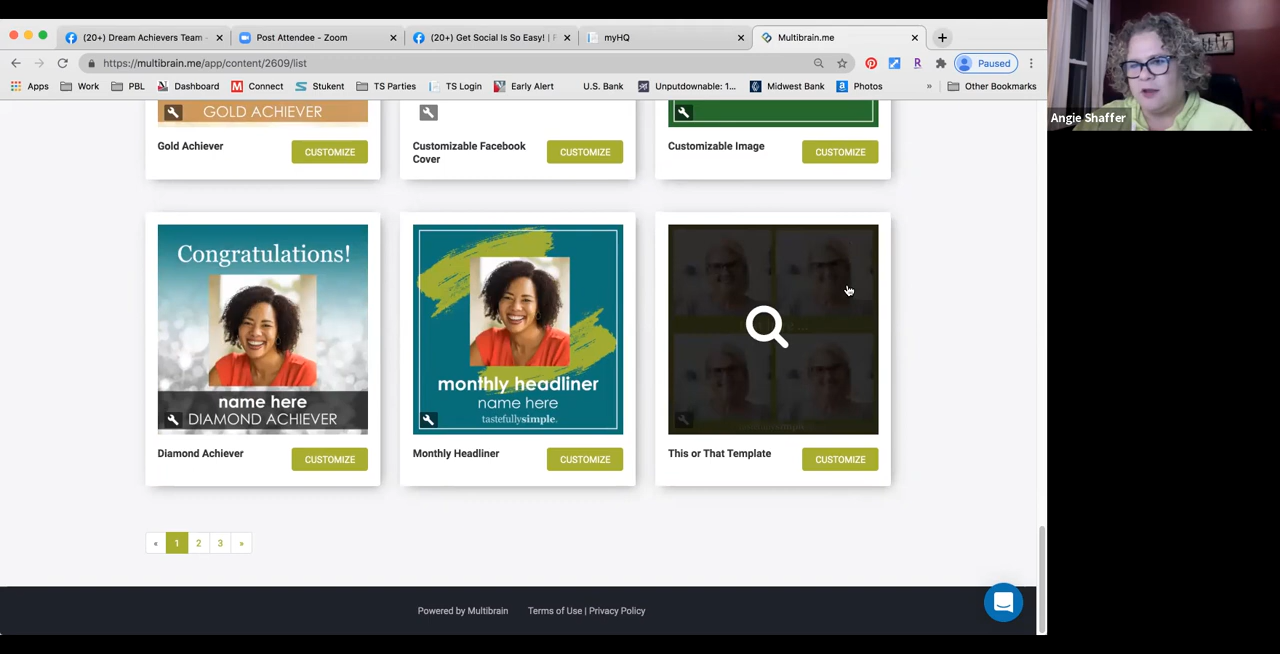 (20+) Dream Achievers Team -
Post Attendee - Zoom
(20+) Get Social Is So Easy! | F
myHQ
Multibrain.me
https://multibrain.me/app/content/2609/list
Paused
Apps
Work
PBL
Dashboard
TS Parties
Connect
Stukent
TS Login
Early Alert
U.S. Bank
Unputdownable: 1...
Midwest Bank
Photos
»
Other Bookmarks
Angie Shaffer
GOLD ACHIEVER
Gold Achiever
CUSTOMIZE
Customizable Facebook
Cover
CUSTOMIZE
Customizable Image
CUSTOMIZE
Congratulations!
name here
DIAMOND ACHIEVER
Diamond Achiever
CUSTOMIZE
monthly headliner
name here
tastefullysimple.
Monthly Headliner
CUSTOMIZE
This or That Template
CUSTOMIZE
« 1 2 3 »
Powered by Multibrain
Terms of Use | Privacy Policy